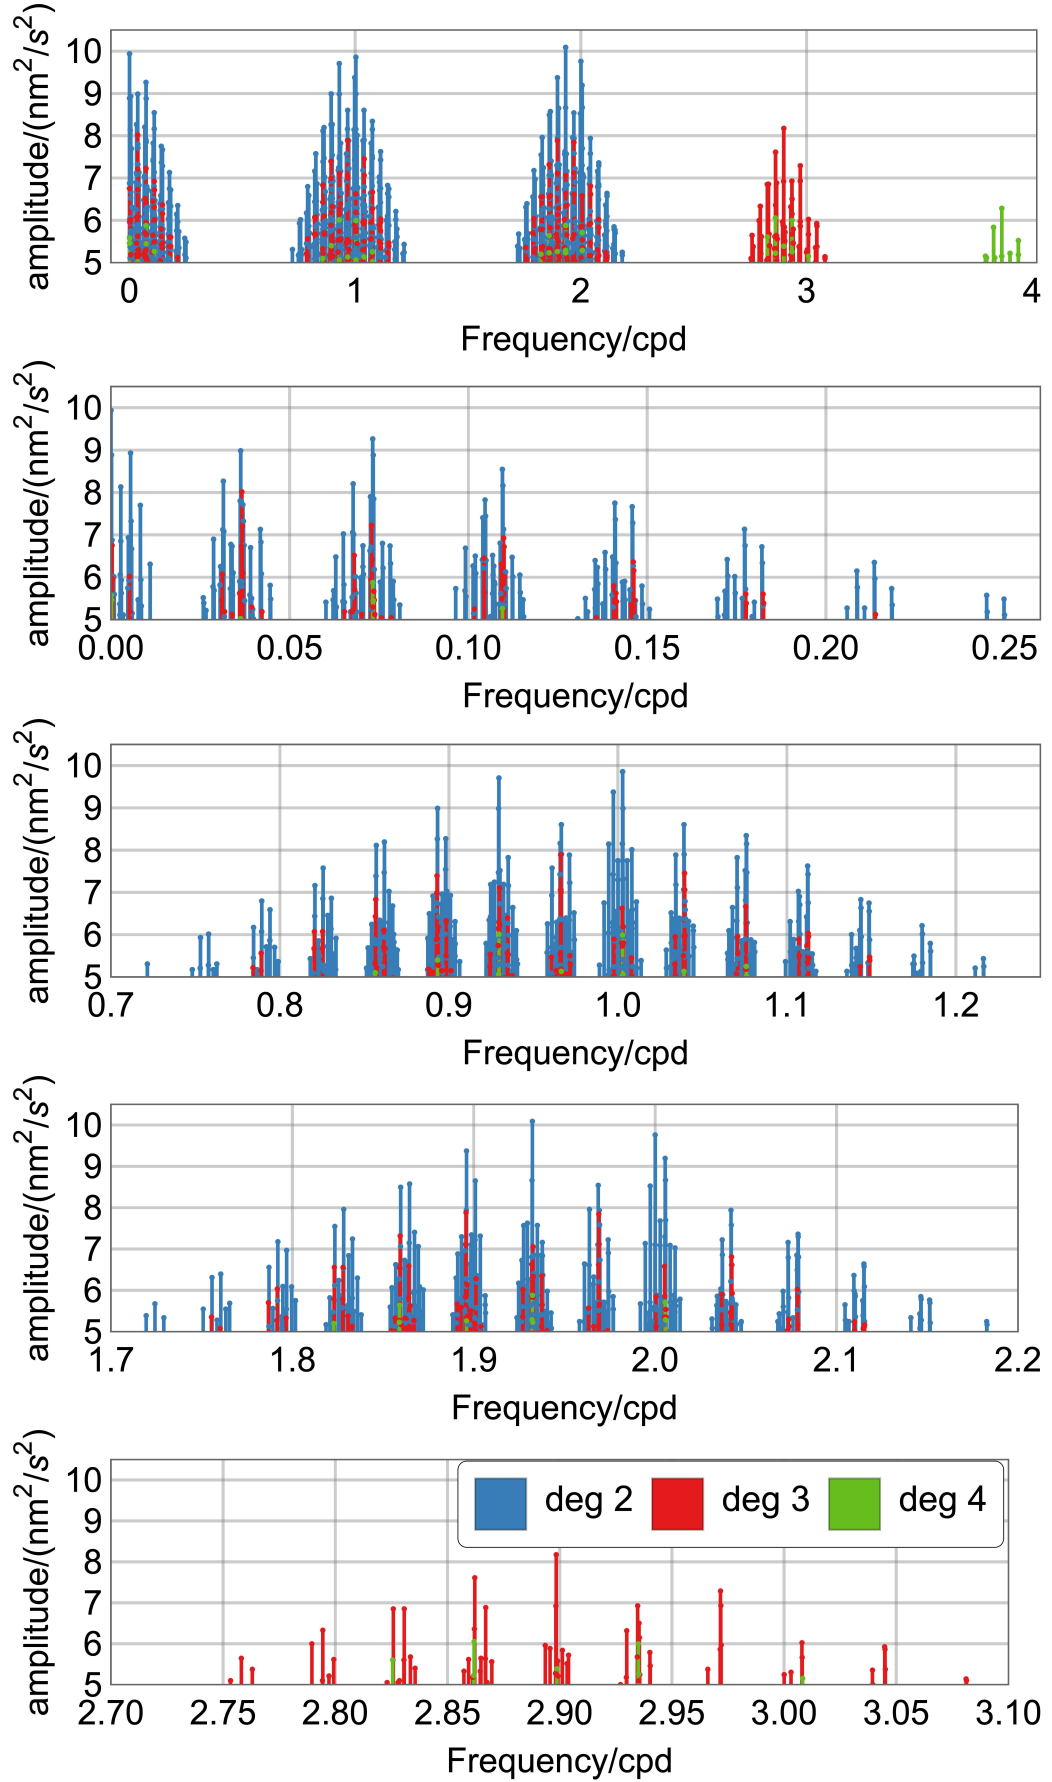 amplitude/(nm²/s²)
10
9
8
7
6
5
0 1 2 3 4
Frequency/cpd
amplitude/(nm²/s²)
10
9
8
7
6
5
0.00 0.05 0.10 0.15 0.20 0.25
Frequency/cpd
amplitude/(nm²/s²)
10
9
8
7
6
5
0.7 0.8 0.9 1.0 1.1 1.2
Frequency/cpd
amplitude/(nm²/s²)
10
9
8
7
6
5
1.7 1.8 1.9 2.0 2.1 2.2
Frequency/cpd
amplitude/(nm²/s²)
10
9
8
7
6
5
deg 2 deg 3 deg 4
2.70 2.75 2.80 2.85 2.90 2.95 3.00 3.05 3.10
Frequency/cpd